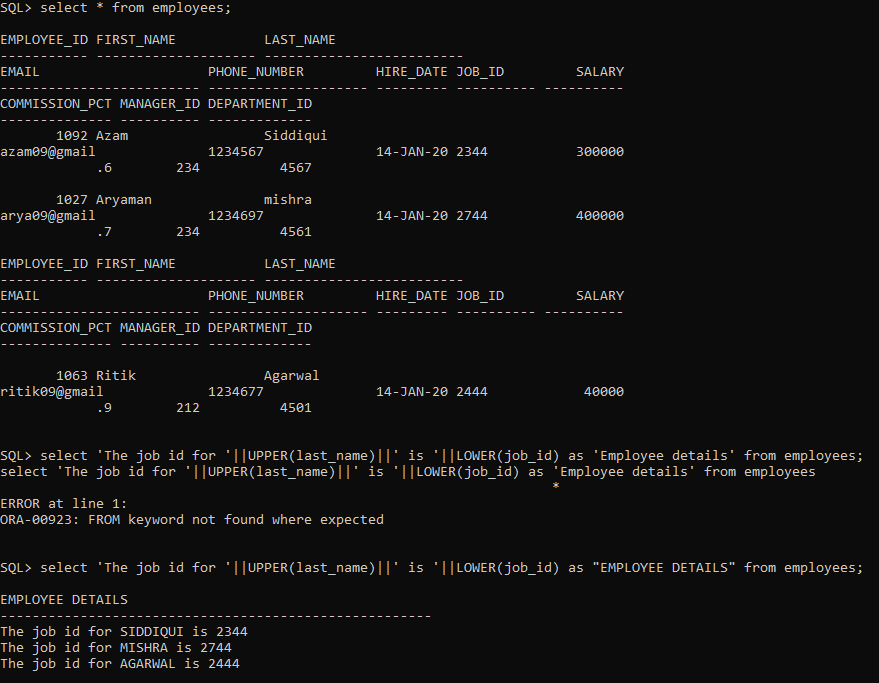 SQL> select * from employees;
EMPLOYEE_ID FIRST_NAME           LAST_NAME
----------- -------------------- -------------------------
EMAIL                     PHONE_NUMBER         HIRE_DATE JOB_ID         SALARY
------------------------- -------------------- --------- ---------- ----------
COMMISSION_PCT MANAGER_ID DEPARTMENT_ID
-------------- ---------- -------------
       1092 Azam                 Siddiqui
azam09@gmail              1234567              14-JAN-20 2344           300000
            .6        234          4567
       1027 Aryaman              mishra
arya09@gmail              1234697              14-JAN-20 2744           400000
            .7        234          4561
EMPLOYEE_ID FIRST_NAME           LAST_NAME
----------- -------------------- -------------------------
EMAIL                     PHONE_NUMBER         HIRE_DATE JOB_ID         SALARY
------------------------- -------------------- --------- ---------- ----------
COMMISSION_PCT MANAGER_ID DEPARTMENT_ID
-------------- ---------- -------------
       1063 Ritik                Agarwal
ritik09@gmail             1234677              14-JAN-20 2444            40000
            .9        212          4501
SQL> select 'The job id for '||UPPER(last_name)||' is '||LOWER(job_id) as 'Employee details' from employees;
select 'The job id for '||UPPER(last_name)||' is '||LOWER(job_id) as 'Employee details' from employees
                                                                     *
ERROR at line 1:
ORA-00923: FROM keyword not found where expected
SQL> select 'The job id for '||UPPER(last_name)||' is '||LOWER(job_id) as "EMPLOYEE DETAILS" from employees;
EMPLOYEE DETAILS
------------------------------------------------------
The job id for SIDDIQUI is 2344
The job id for MISHRA is 2744
The job id for AGARWAL is 2444